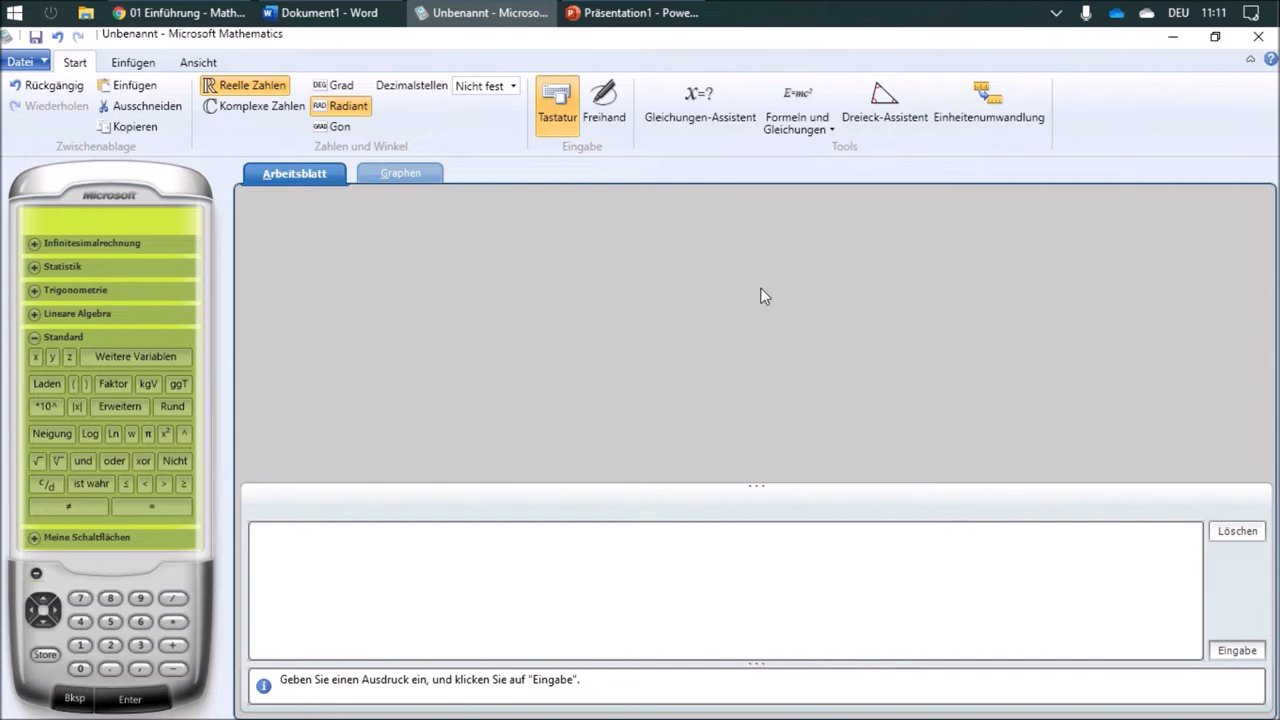 01 Einführung - Math...
Dokument1 - Word
Unbenannt - Microso...
Präsentation1 - Powe...
DEU
11:11
Unbenannt - Microsoft Mathematics
Datei
Start
Einfügen
Ansicht
Rückgängig
Wiederholen
Einfügen
Ausschneiden
Kopieren
Zwischenablage
Reelle Zahlen
Komplexe Zahlen
DEG Grad
RAD Radiant
GRAD Gon
Dezimalstellen
Nicht fest
Zahlen und Winkel
Tastatur
Freihand
Eingabe
X=?
Gleichungen-Assistent
E=mc²
Formeln und
Gleichungen
Dreieck-Assistent
Einheitenumwandlung
Tools
Arbeitsblatt
Graphen
Microsoft
Infinitesimalrechnung
Statistik
Trigonometrie
Lineare Algebra
Standard
x y z Weitere Variablen
Laden ( ) Faktor kgV ggT
*10^ |x| Erweitern Rund
Neigung Log Ln w π x² ^
√ √ und oder xor Nicht
c/d ist wahr ≤ < > ≥
≠ =
Meine Schaltflächen
7 8 9 /
4 5 6 *
Store 1 2 3 +
0 . , −
Bksp Enter
Löschen
Eingabe
Geben Sie einen Ausdruck ein, und klicken Sie auf "Eingabe".